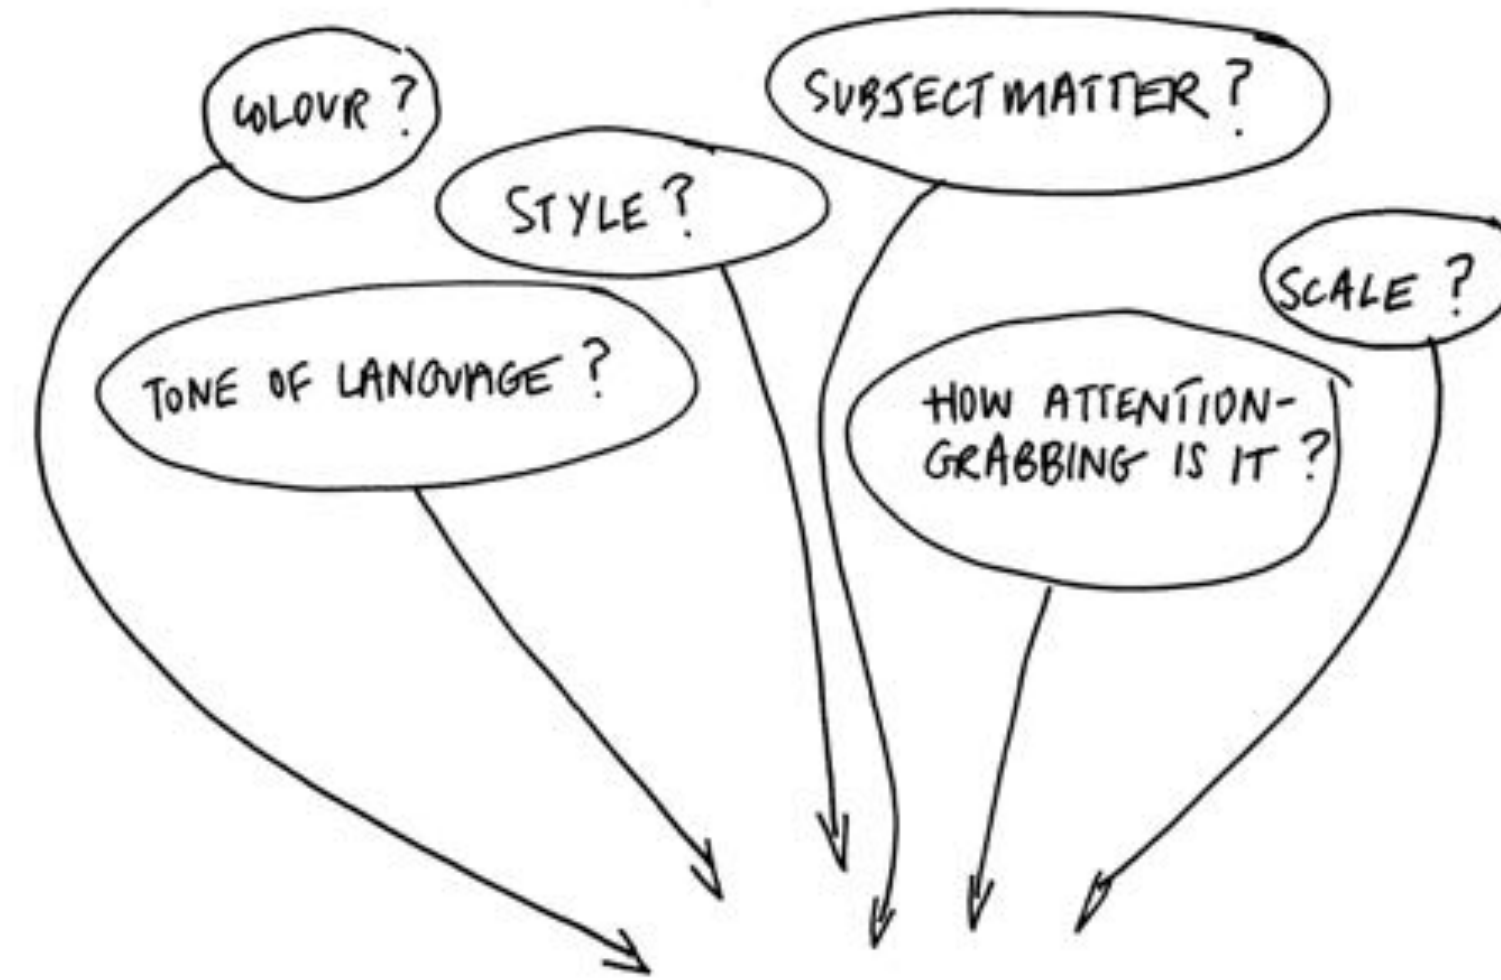 COLOUR ?
SUBJECT MATTER ?
STYLE ?
SCALE ?
TONE OF LANGUAGE ?
HOW ATTENTION-
GRABBING IS IT ?